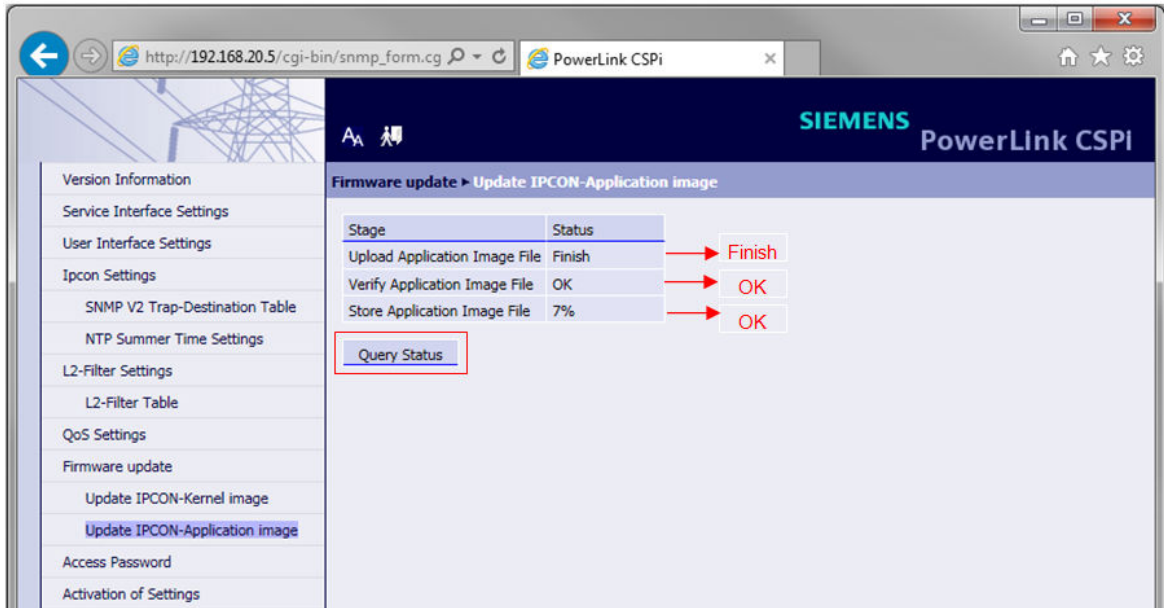 http://192.168.20.5/cgi-bin/snmp_form.cg
PowerLink CSPi
SIEMENS
PowerLink CSPi
Firmware update ▸ Update IPCON-Application image
Version Information
Service Interface Settings
User Interface Settings
Ipcon Settings
SNMP V2 Trap-Destination Table
NTP Summer Time Settings
L2-Filter Settings
L2-Filter Table
QoS Settings
Firmware update
Update IPCON-Kernel image
Update IPCON-Application image
Access Password
Activation of Settings
Stage Status
Upload Application Image File Finish Finish
Verify Application Image File OK OK
Store Application Image File 7% OK
Query Status